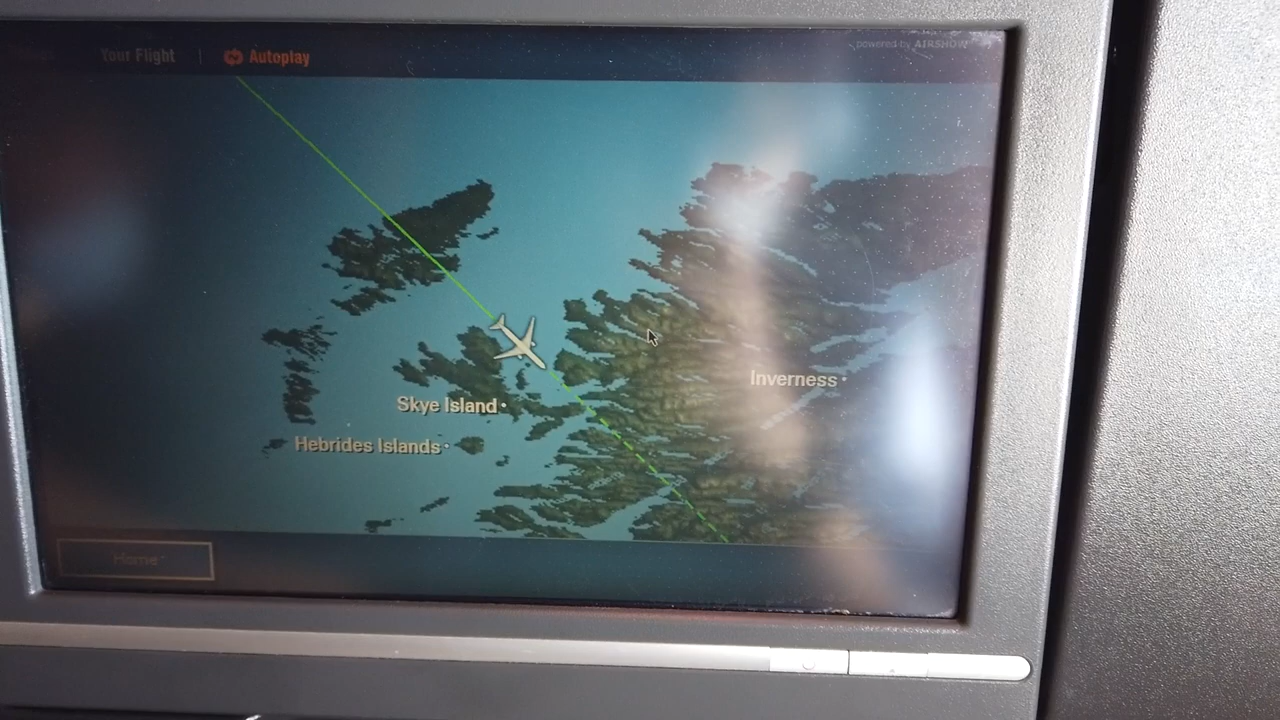 Your Flight | Autoplay
powered by AIRSHOW
Inverness
Skye Island
Hebrides Islands
Home